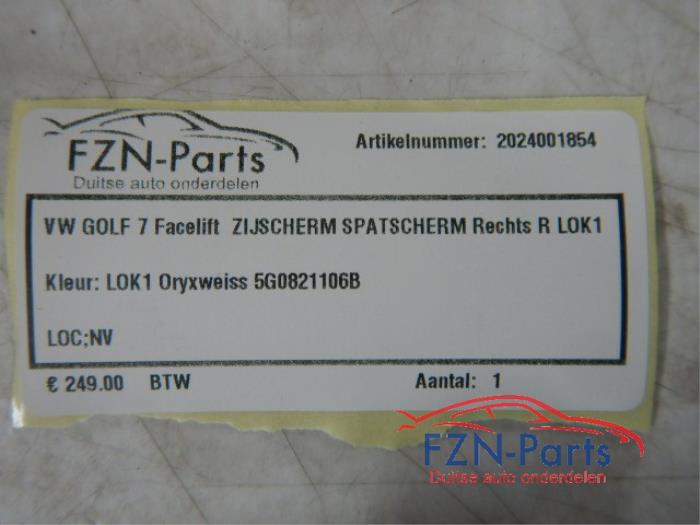 FZN-Parts
Duitse auto onderdelen
Artikelnummer: 2024001854
VW GOLF 7 Facelift ZIJSCHERM SPATSCHERM Rechts R LOK1
Kleur: LOK1 Oryxweiss 5G0821106B
LOC;NV
€ 249.00 BTW
Aantal: 1
FZN-Parts
Duitse auto onderdelen